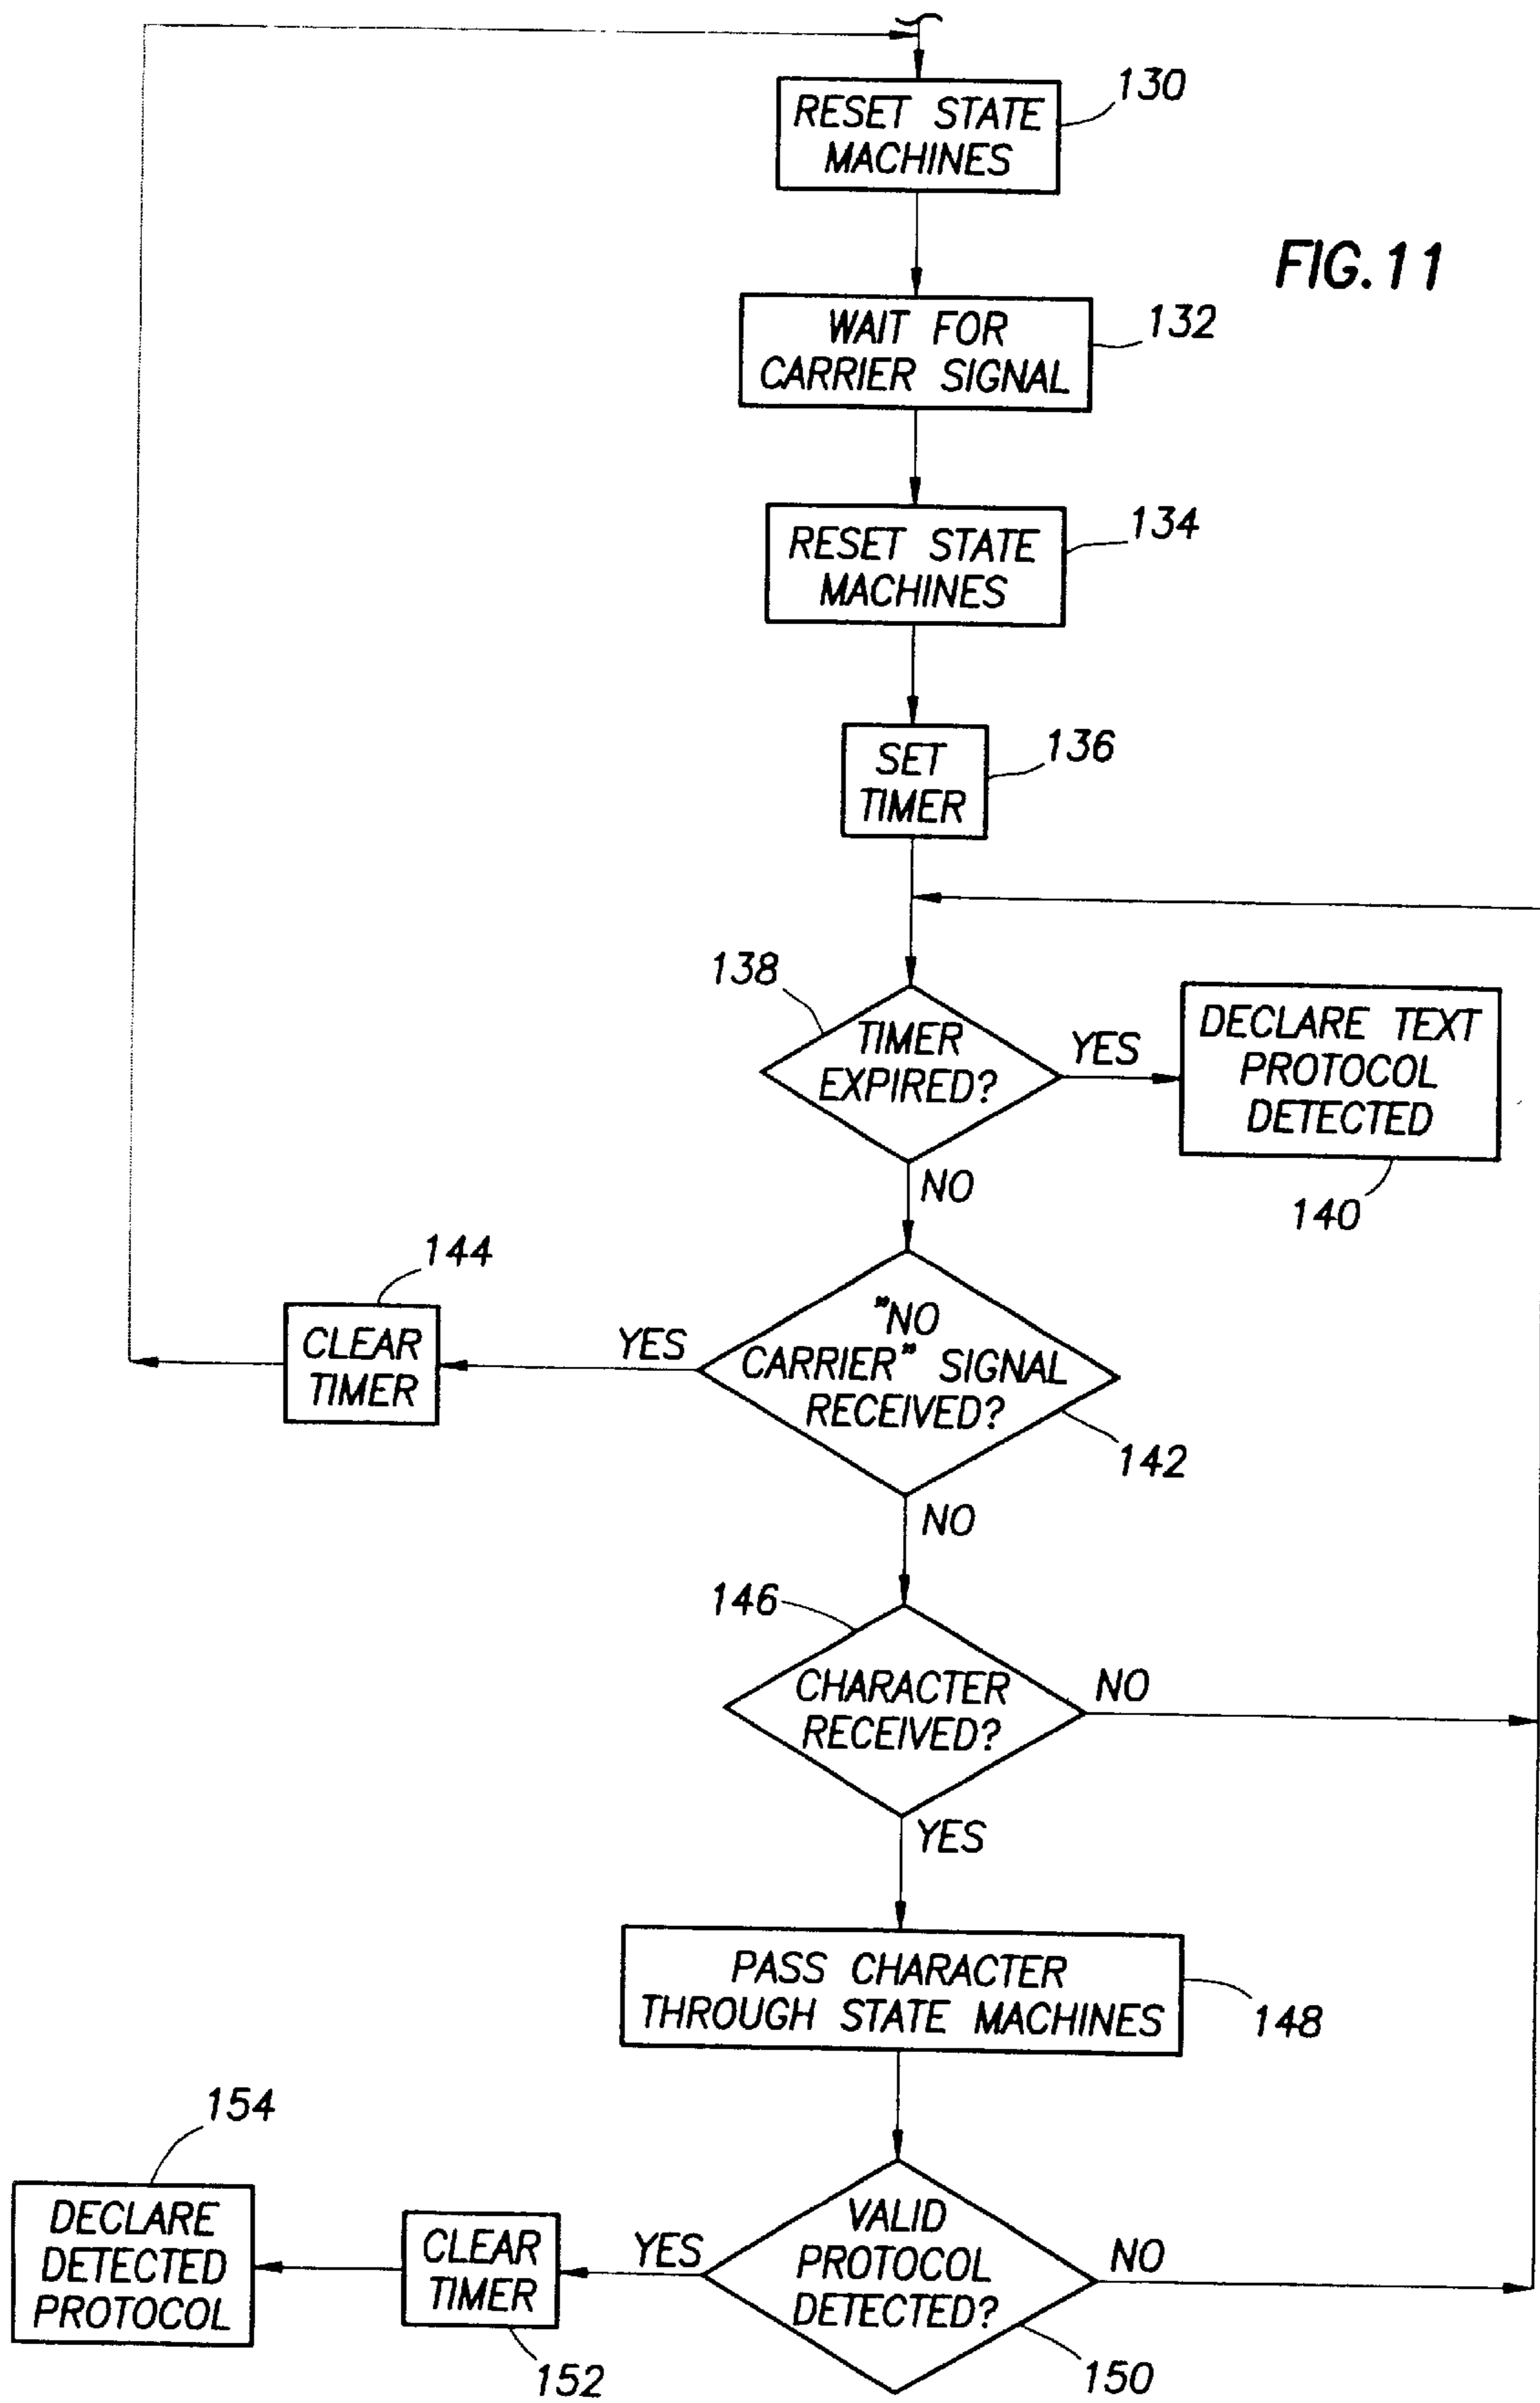 130
RESET STATE
MACHINES
FIG. 11
WAIT FOR
CARRIER SIGNAL
132
RESET STATE
MACHINES
134
SET
TIMER
136
138
TIMER
EXPIRED?
YES
DECLARE TEXT
PROTOCOL
DETECTED
140
NO
144
CLEAR
TIMER
YES
"NO
CARRIER" SIGNAL
RECEIVED?
142
NO
146
CHARACTER
RECEIVED?
NO
YES
PASS CHARACTER
THROUGH STATE MACHINES
148
154
DECLARE
DETECTED
PROTOCOL
CLEAR
TIMER
152
YES
VALID
PROTOCOL
DETECTED?
NO
150